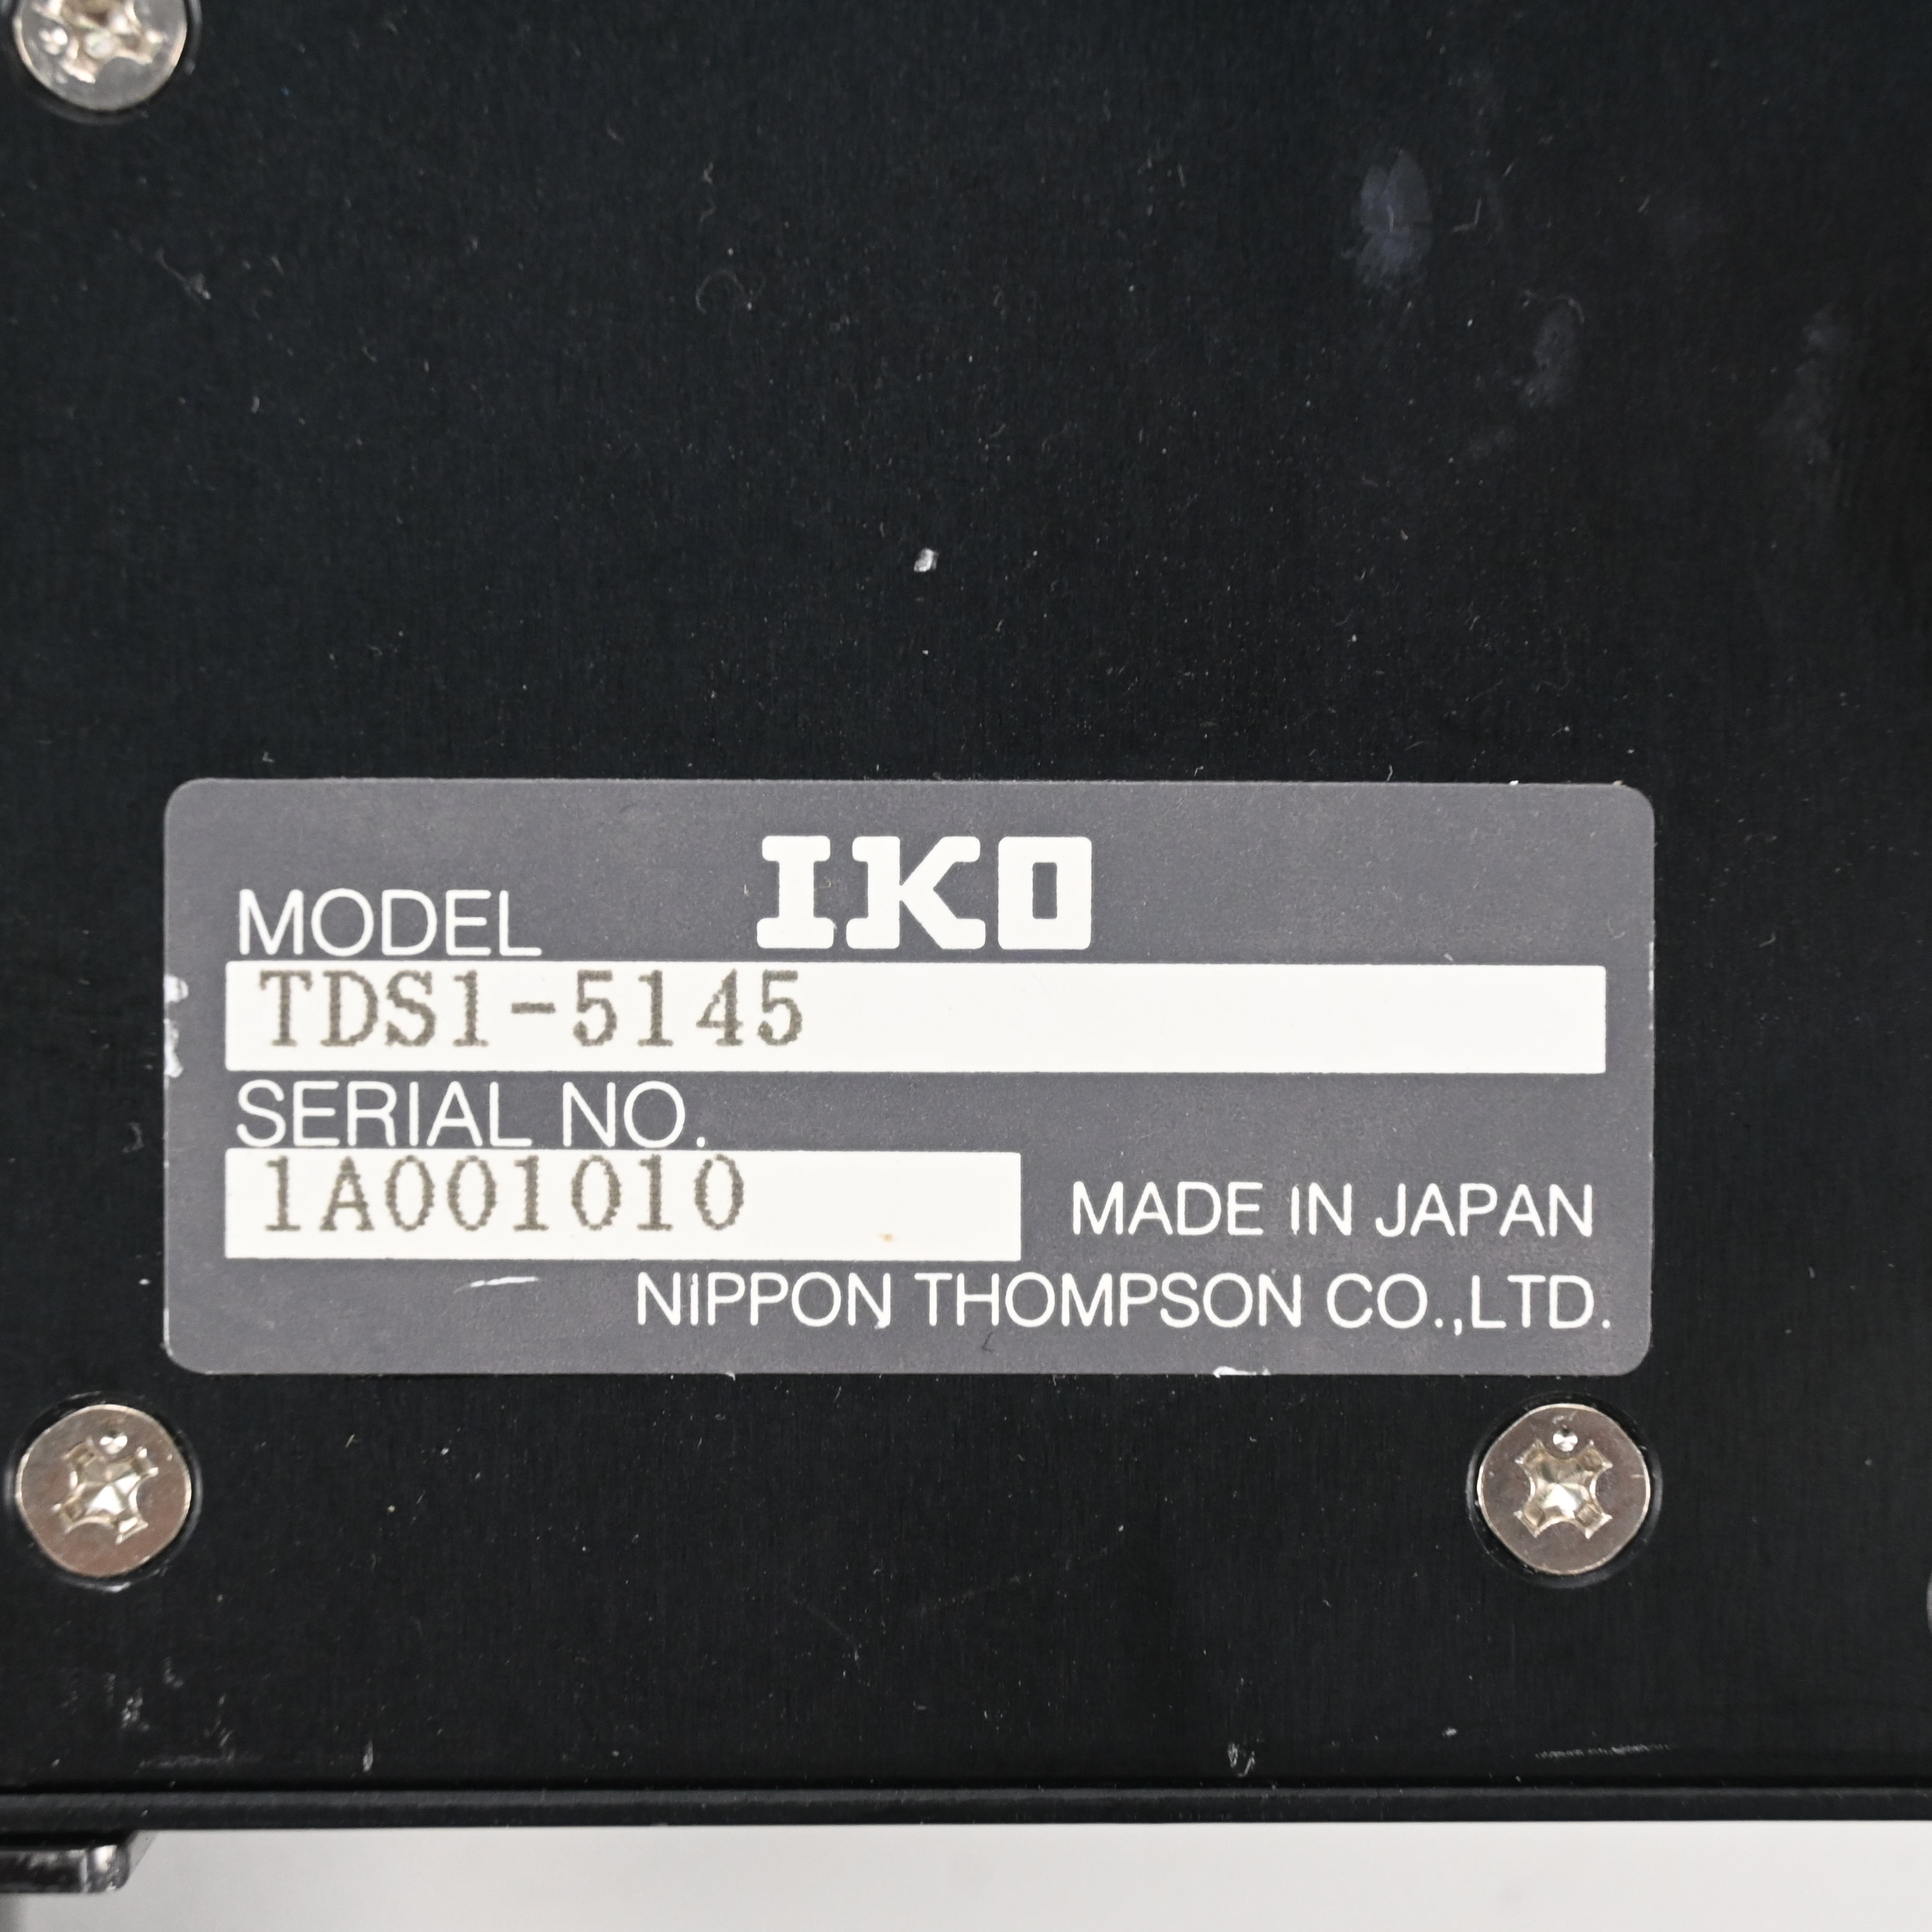 IKO
MODEL
TDS1-5145
SERIAL NO.
1A001010
MADE IN JAPAN
NIPPON THOMPSON CO.,LTD.